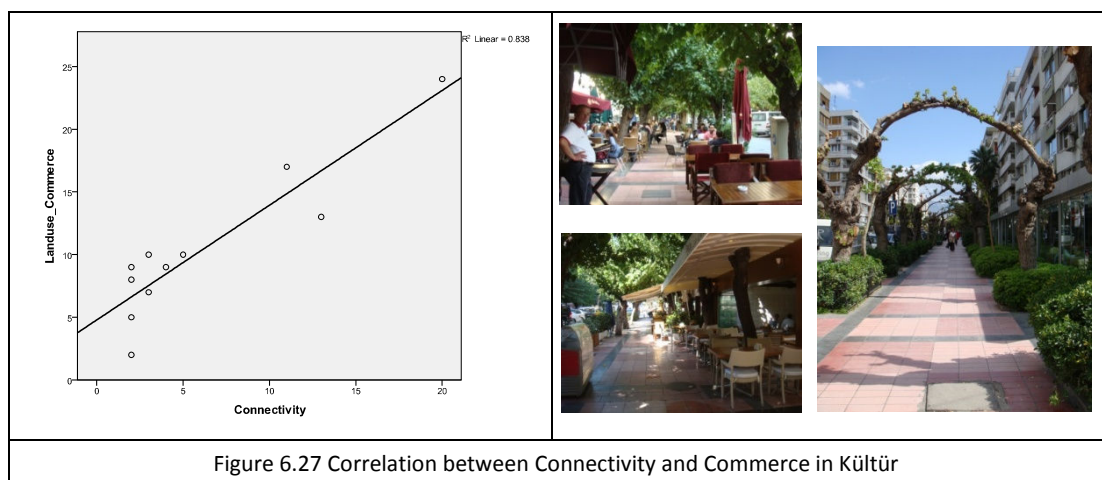 R² Linear = 0.838
25
20
15
10
5
0
Landuse_Commerce
0 5 10 15 20
Connectivity
Figure 6.27 Correlation between Connectivity and Commerce in Kültür